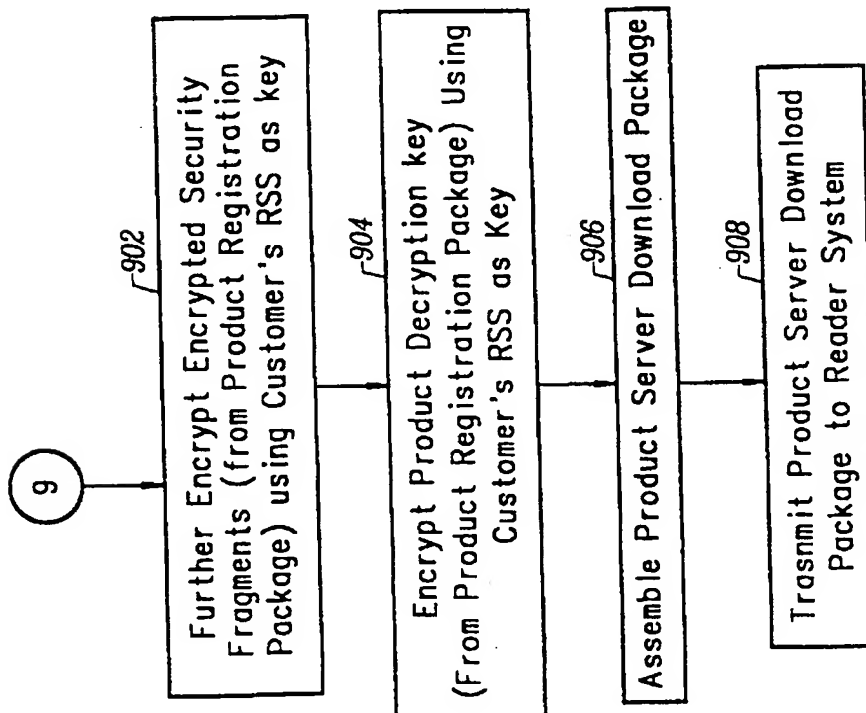 9
902
Further Encrypt Encrypted Security
Fragments (from Product Registration
Package) using Customer's RSS as key
904
Encrypt Product Decryption key
(From Product Registration Package) Using
Customer's RSS as Key
906
Assemble Product Server Download Package
908
Trasnmit Product Server Download
Package to Reader System